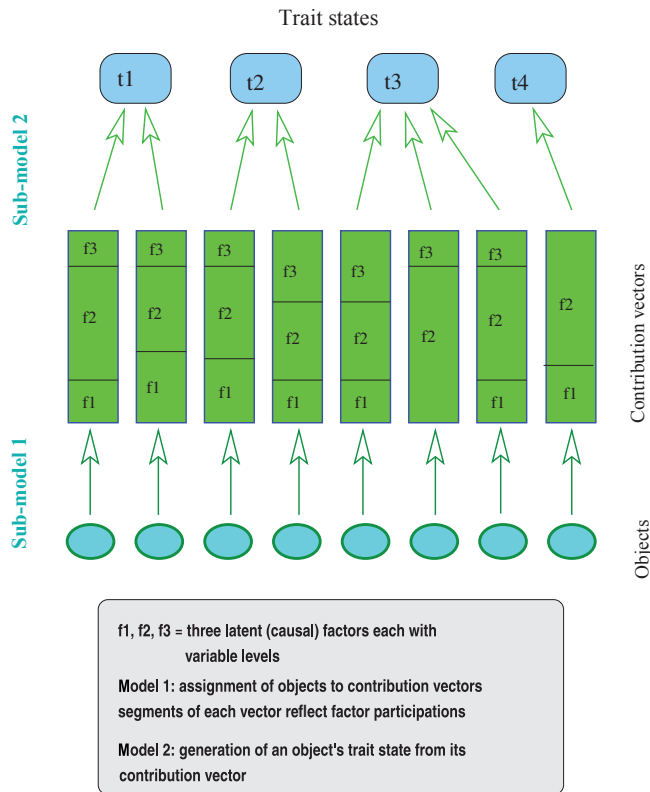 Trait states
t1 t2 t3 t4
Sub-model 2
f3 f3 f3 f3 f3 f3 f3 f2
f2 f2 f2 f2 f2 f2 f2
f1 f1 f1 f1 f1 f1 f1
Contribution vectors
Sub-model 1
Objects
f1, f2, f3 = three latent (causal) factors each with
variable levels
Model 1: assignment of objects to contribution vectors
segments of each vector reflect factor participations
Model 2: generation of an object's trait state from its
contribution vector